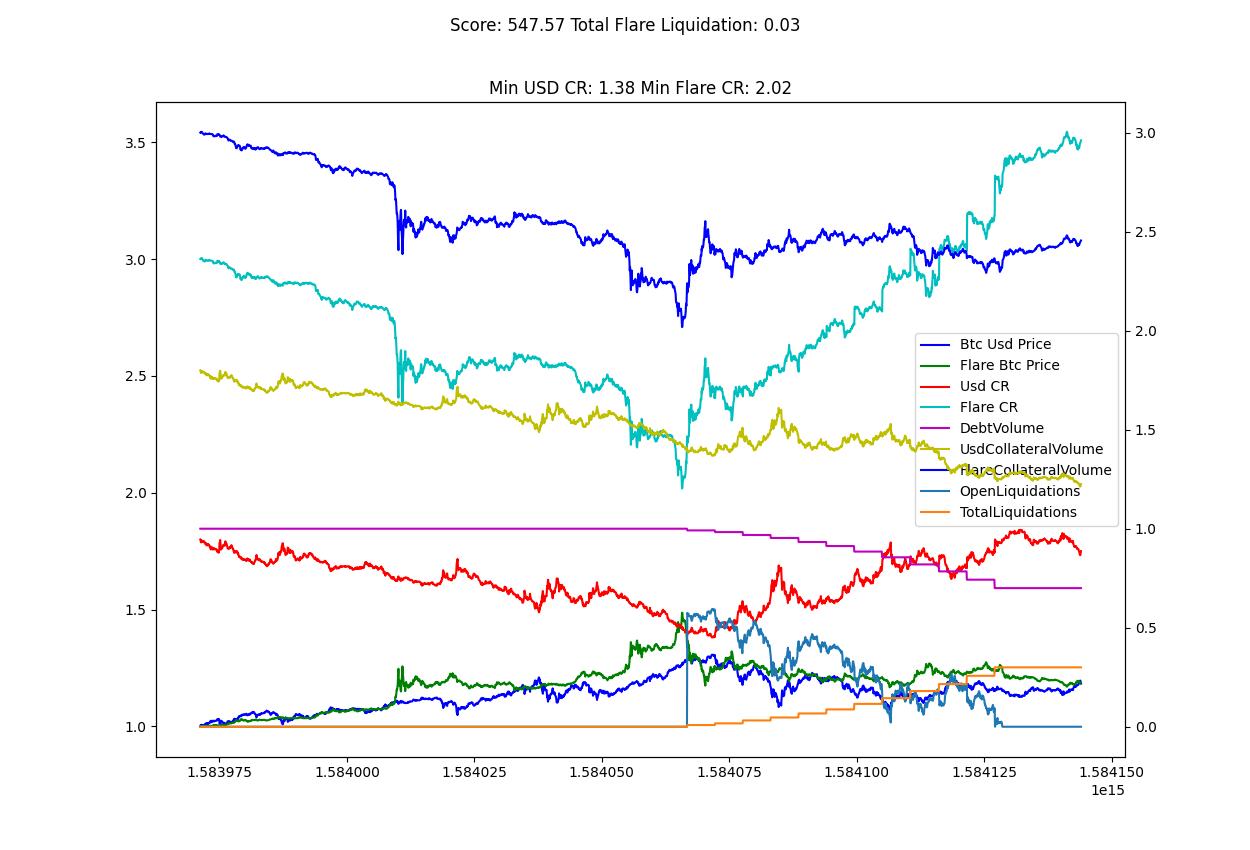 Score: 547.57 Total Flare Liquidation: 0.03
Min USD CR: 1.38 Min Flare CR: 2.02
3.5
3.0
2.5
2.0
1.5
1.0
3.0
2.5
2.0
1.5
1.0
0.5
0.0
Btc Usd Price
Flare Btc Price
Usd CR
Flare CR
DebtVolume
UsdCollateralVolume
FlareCollateralVolume
OpenLiquidations
TotalLiquidations
1.583975 1.584000 1.584025 1.584050 1.584075 1.584100 1.584125 1.584150
1e15